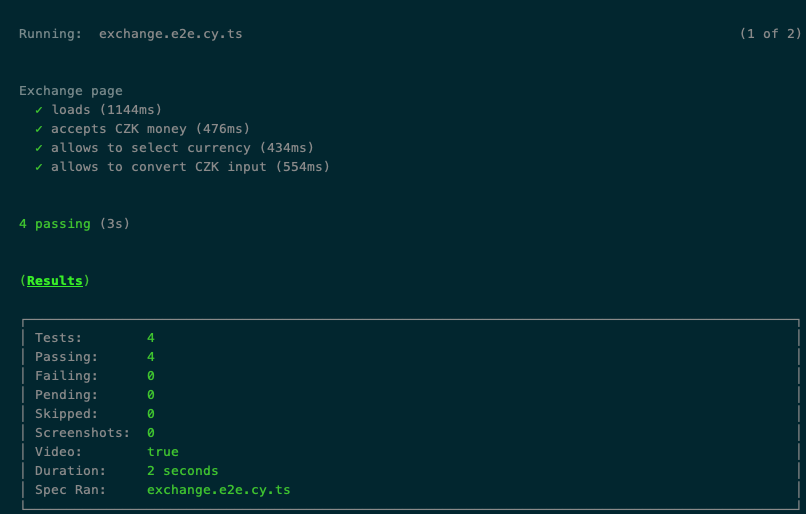 Running: exchange.e2e.cy.ts (1 of 2)
Exchange page
✓ loads (1144ms)
✓ accepts CZK money (476ms)
✓ allows to select currency (434ms)
✓ allows to convert CZK input (554ms)
4 passing (3s)
(Results)
Tests: 4
Passing: 4
Failing: 0
Pending: 0
Skipped: 0
Screenshots: 0
Video: true
Duration: 2 seconds
Spec Ran: exchange.e2e.cy.ts